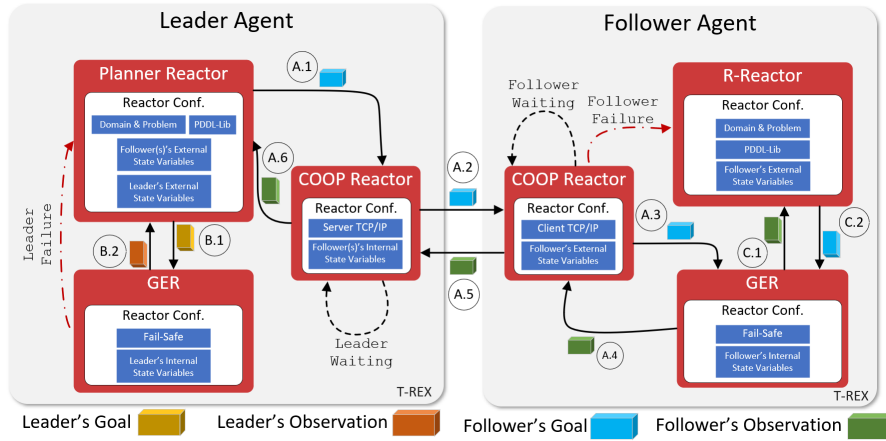 Leader Agent
Planner Reactor
Reactor Conf.
Domain & Problem
PDDL-Lib
Follower(s)'s External
State Variables
Leader's External
State Variables
A.1
A.6
Leader
Failure
B.2
B.1
GER
Reactor Conf.
Fail-Safe
Leader's Internal
State Variables
COOP Reactor
Reactor Conf.
Server TCP/IP
Follower(s)'s Internal
State Variables
Leader
Waiting
T-REX
A.2
A.5
Follower Agent
Follower
Waiting
Follower
Failure
COOP Reactor
Reactor Conf.
Client TCP/IP
Follower's External
State Variables
A.3
A.4
R-Reactor
Reactor Conf.
Domain & Problem
PDDL-Lib
Follower's External
State Variables
C.1
C.2
GER
Reactor Conf.
Fail-Safe
Follower's Internal
State Variables
T-REX
Leader's Goal
Leader's Observation
Follower's Goal
Follower's Observation